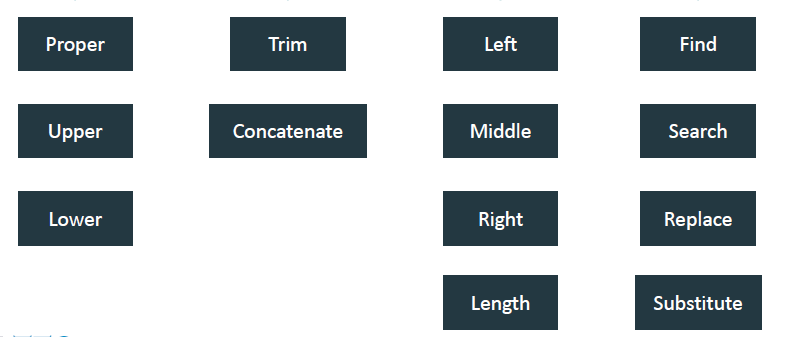 Proper
Trim
Left
Find
Upper
Concatenate
Middle
Search
Lower
Right
Replace
Length
Substitute